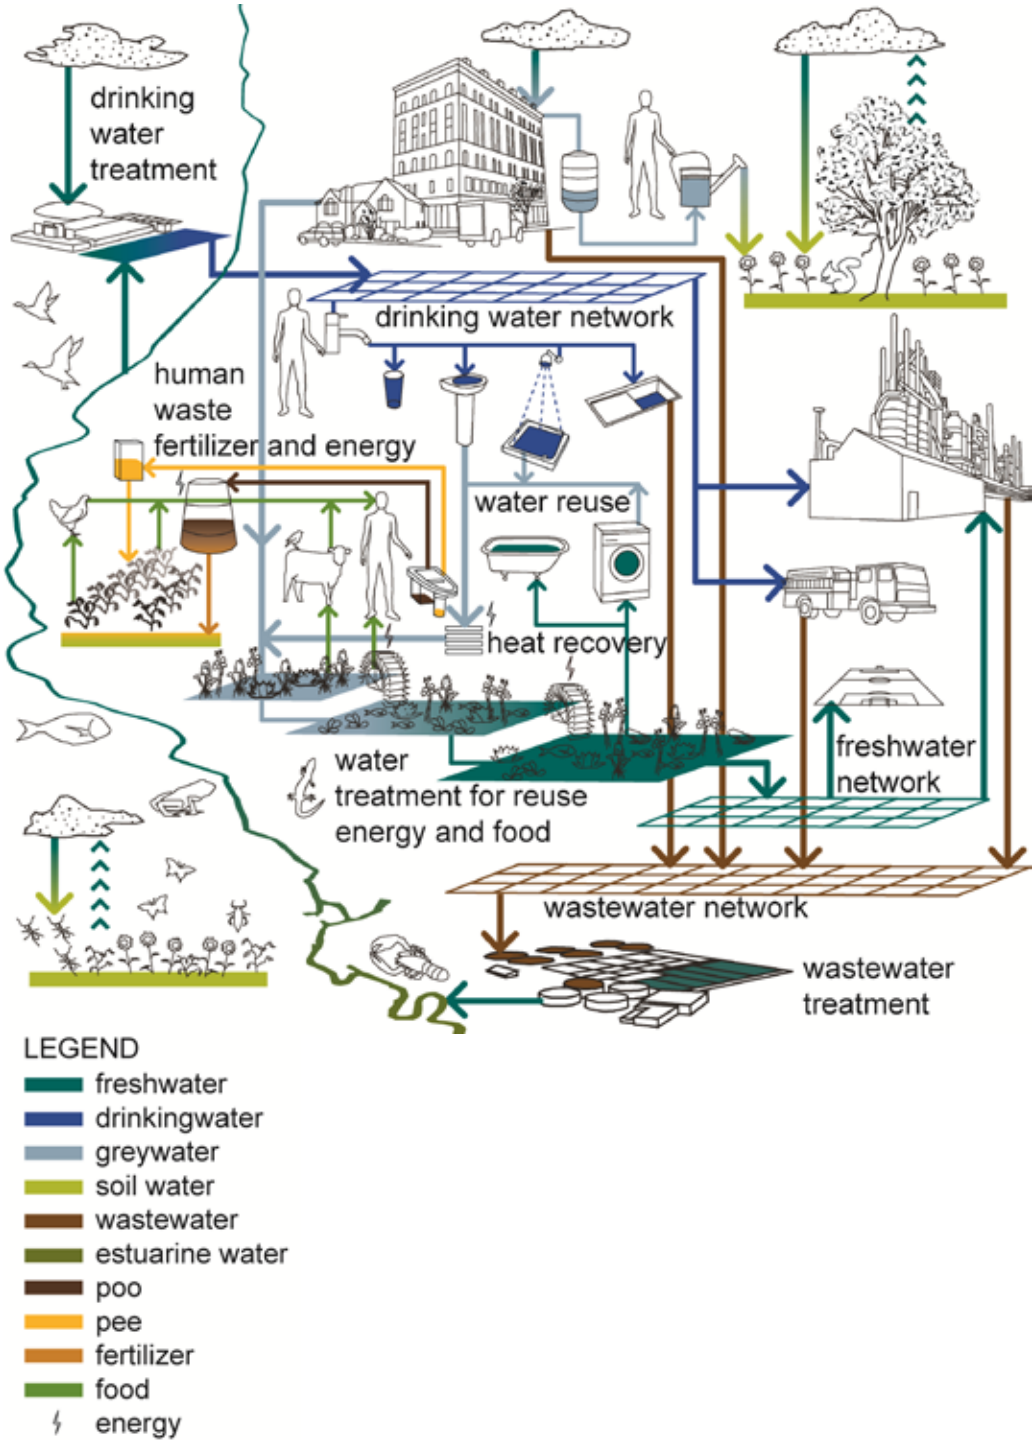 drinking
water
treatment
drinking water network
human
waste
fertilizer and energy
water reuse
heat recovery
freshwater
network
water
treatment for reuse
energy and food
wastewater network
wastewater
treatment
LEGEND
freshwater
drinkingwater
greywater
soil water
wastewater
estuarine water
poo
pee
fertilizer
food
energy